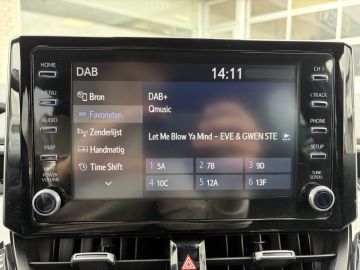 DAB
14:11
HOME
MENU
AUDIO
MAP
POWER
VOLUME
CH >
< TRACK
PHONE
SETUP
TUNE
SCROLL
Bron
Favorieten
Zenderlijst
Handmatig
Time Shift
DAB+
Qmusic
Let Me Blow Ya Mind – EVE & GWEN STE
1 5A
2 7B
3 9D
4 10C
5 12A
6 13F